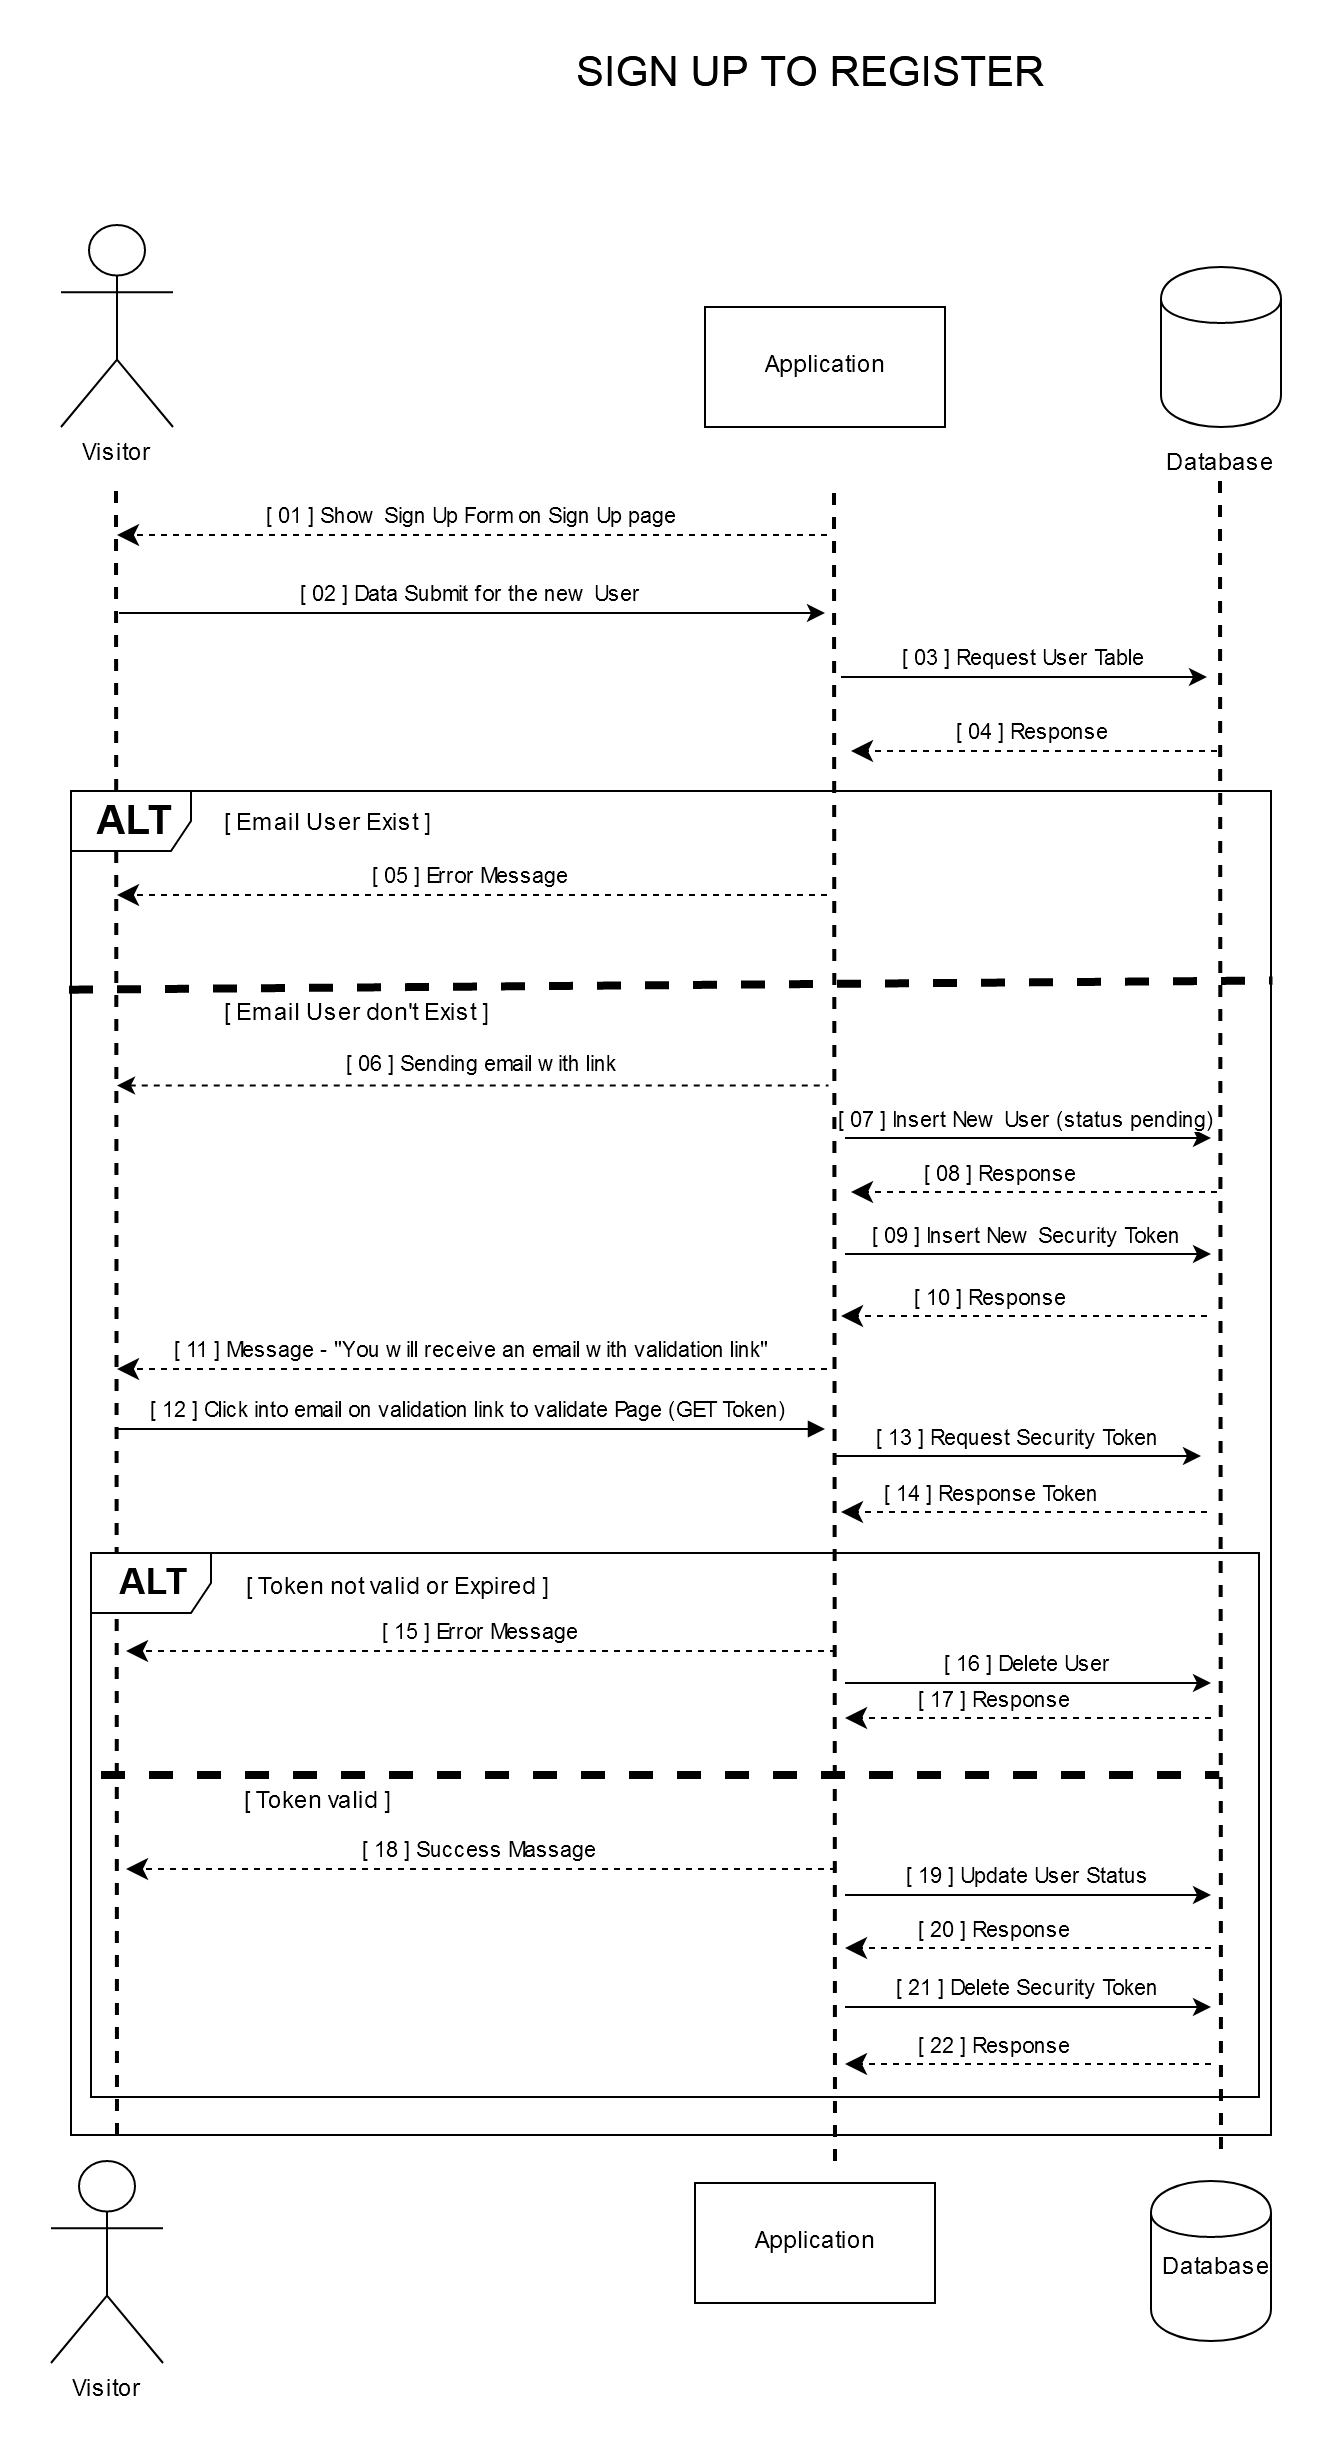 SIGN UP TO REGISTER
Application
Visitor
Database
[ 01 ] Show Sign Up Form on Sign Up page
[ 02 ] Data Submit for the new User
[ 03 ] Request User Table
[ 04 ] Response
ALT
[ Email User Exist ]
[ 05 ] Error Message
[ Email User don't Exist ]
[ 06 ] Sending email with link
[ 07 ] Insert New User (status pending)
[ 08 ] Response
[ 09 ] Insert New Security Token
[ 10 ] Response
[ 11 ] Message - "You will receive an email with validation link"
[ 12 ] Click into email on validation link to validate Page (GET Token)
[ 13 ] Request Security Token
[ 14 ] Response Token
ALT
[ Token not valid or Expired ]
[ 15 ] Error Message
[ 16 ] Delete User
[ 17 ] Response
[ Token valid ]
[ 18 ] Success Massage
[ 19 ] Update User Status
[ 20 ] Response
[ 21 ] Delete Security Token
[ 22 ] Response
Application
Database
Visitor